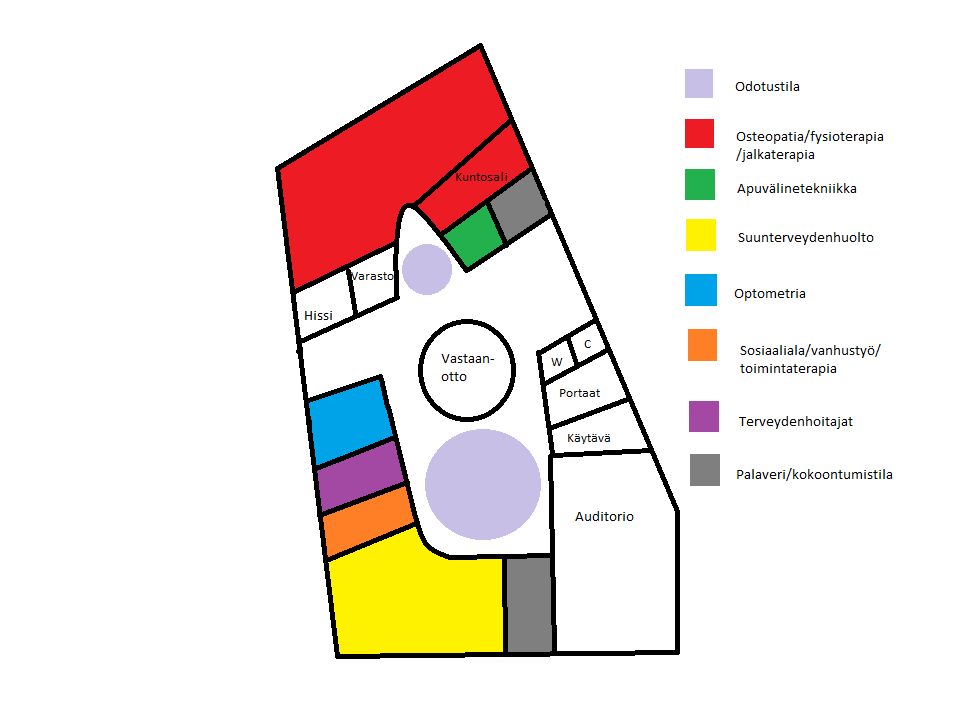 Odotustila
Osteopatia/fysioterapia
/jalkaterapia
Kuntosali
Apuvälinetekniikka
Suunterveydenhuolto
Varasto
Optometria
Hissi
C
W
Vastaan-
otto
Sosiaaliala/vanhustyö/
toimintaterapia
Portaat
Terveydenhoitajat
Käytävä
Palaveri/kokoontumistila
Auditorio